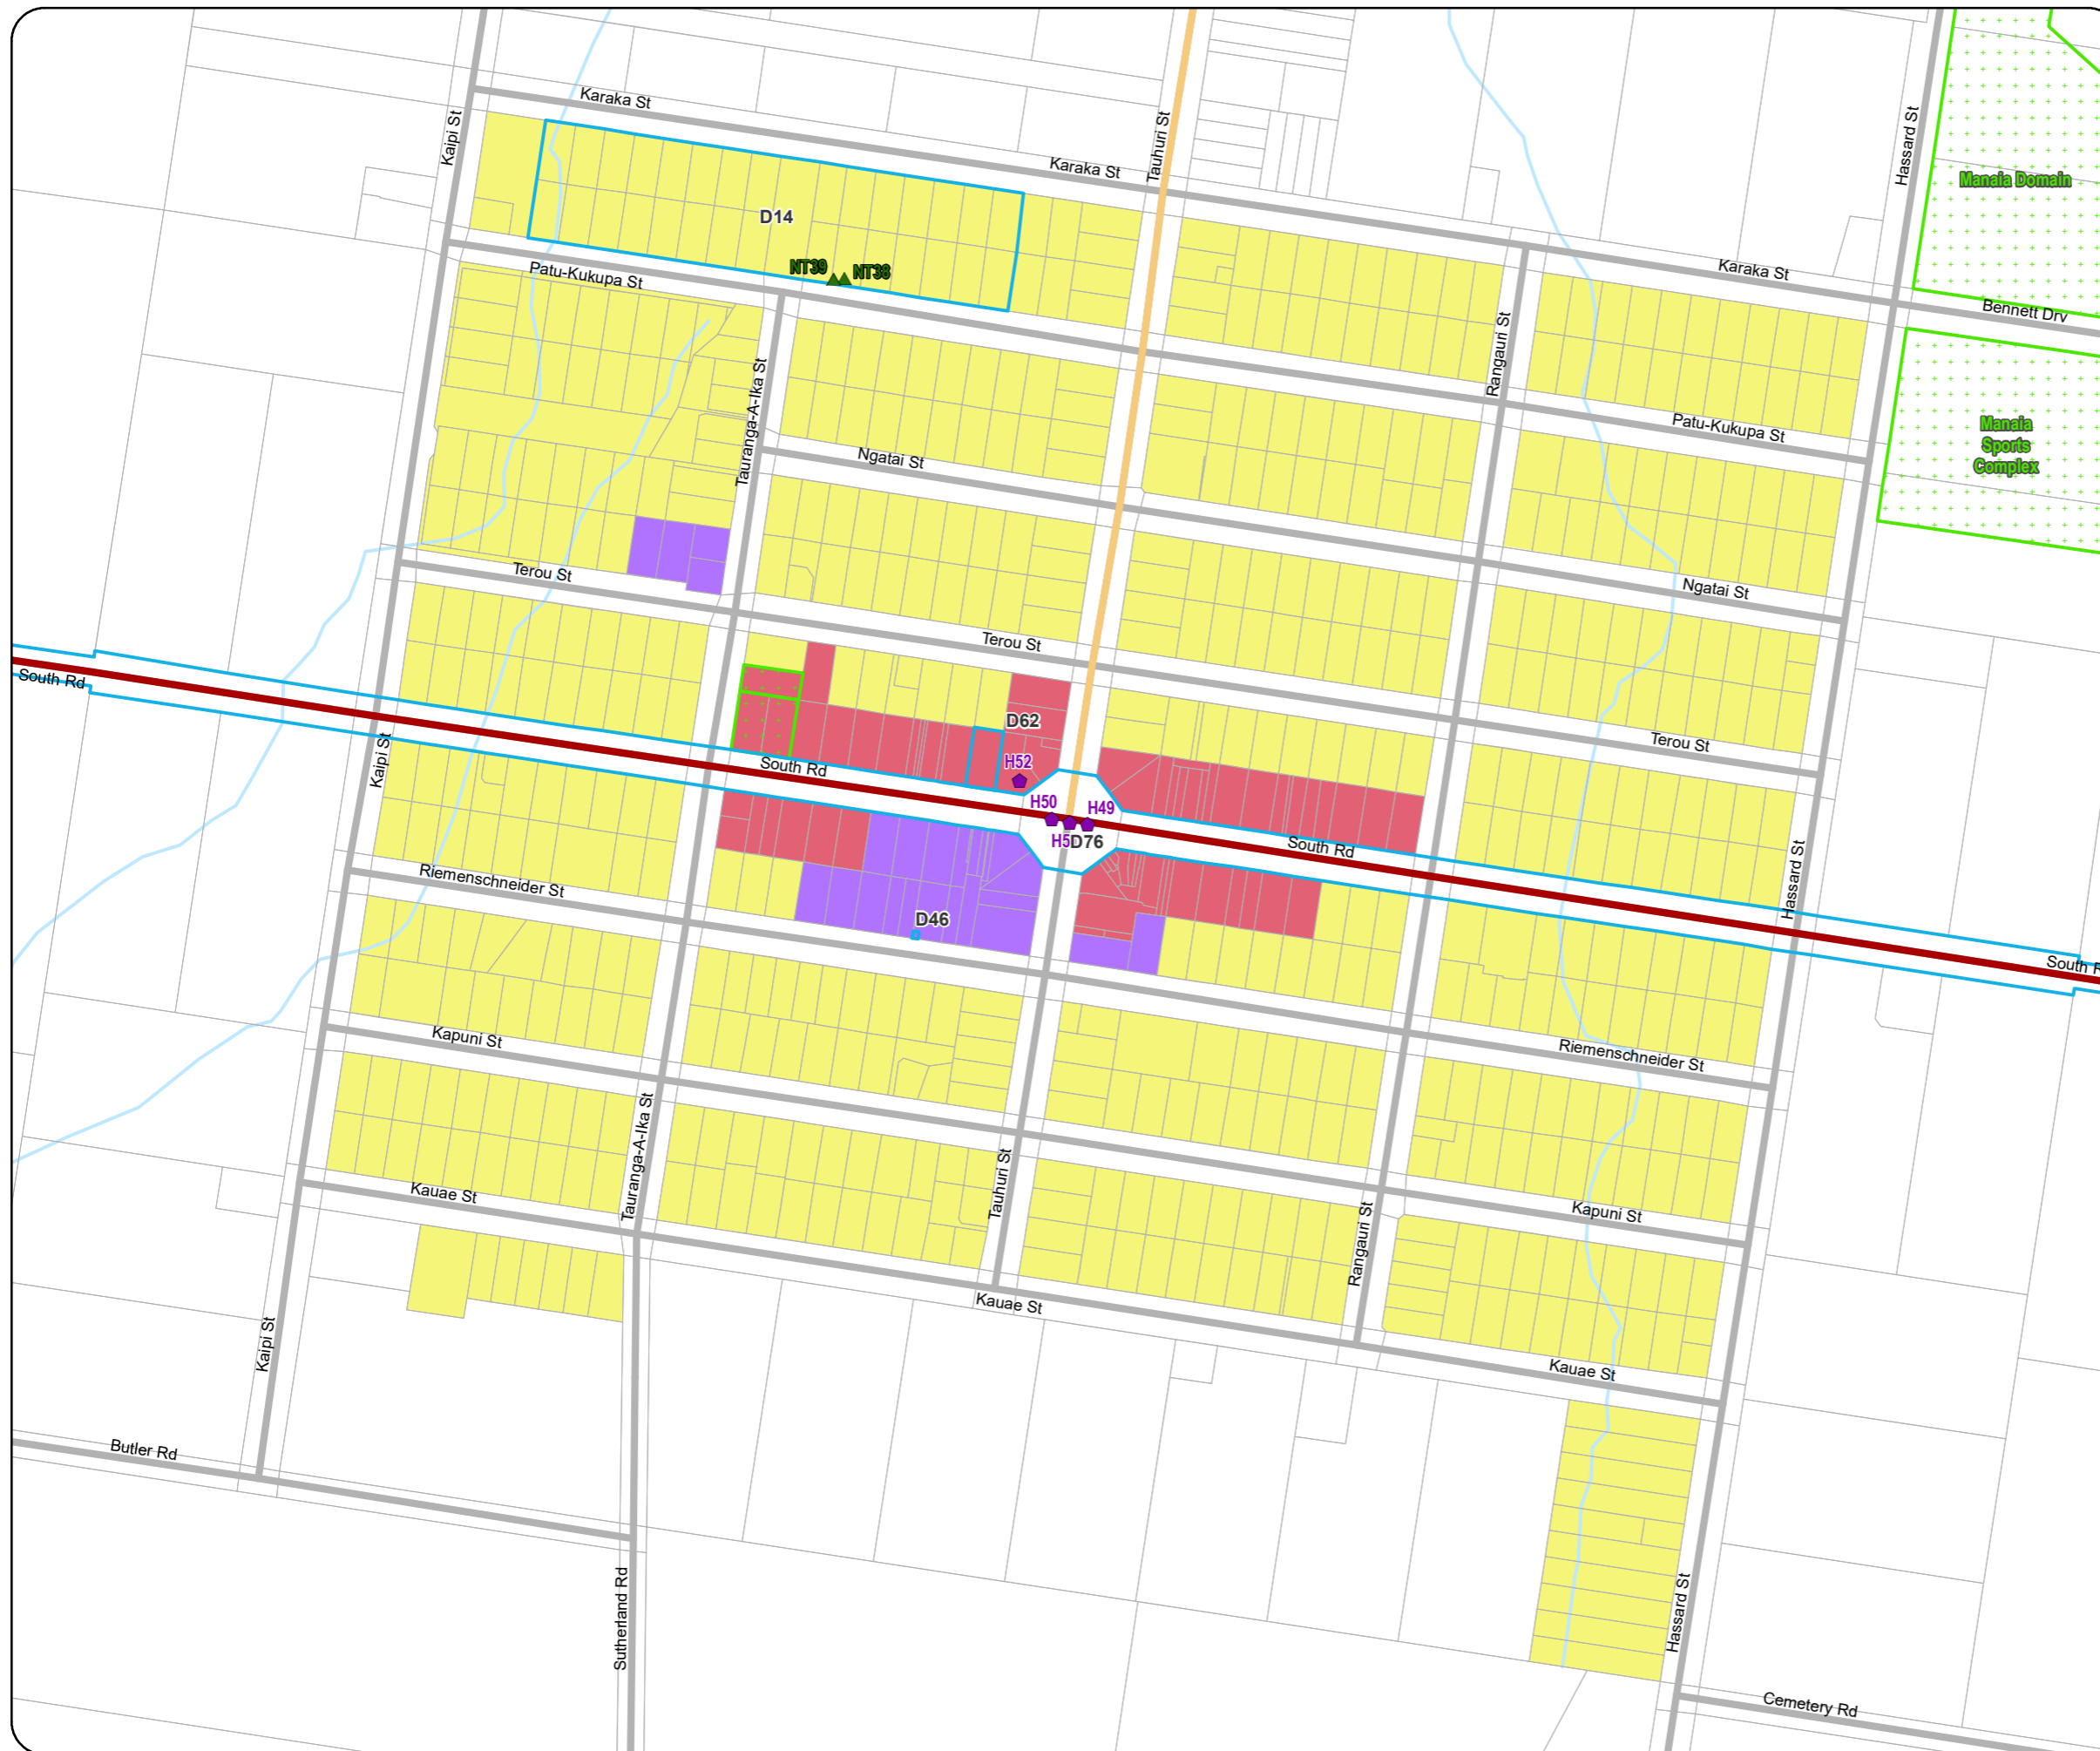 Karaka St
Kaipi St
Tauhuri St
Hassard St
Karaka St
Manaia Domain
D14
NT39
NT38
Patu-Kukupa St
Karaka St
Bennett Drv
Rangauri St
Tauranga-A-Ika St
Patu-Kukupa St
Manaia
Sports
Complex
Ngatai St
Terou St
Ngatai St
Terou St
South Rd
D62
Terou St
Kaipi St
South Rd
H52
H50
H49
H5
D76
South Rd
Riemenschneider St
Hassard St
D46
South R
Kapuni St
Riemenschneider St
Tauranga-A-Ika St
Tauhuri St
Kauae St
Kapuni St
Rangauri St
Kauae St
Kaipi St
Kauae St
Butler Rd
Sutherland Rd
Hassard St
Cemetery Rd